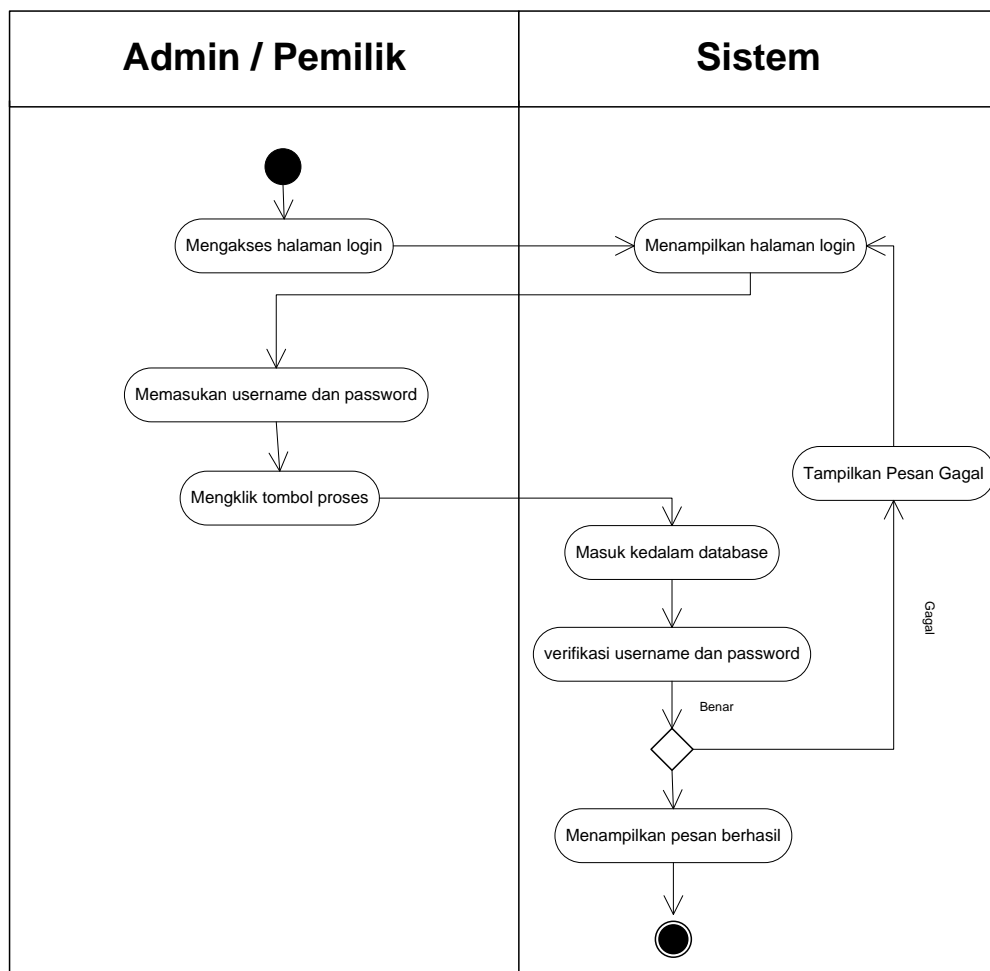 Admin / Pemilik
Sistem
Mengakses halaman login
Menampilkan halaman login
Memasukan username dan password
Mengklik tombol proses
Tampilkan Pesan Gagal
Masuk kedalam database
Gagal
verifikasi username dan password
Benar
Menampilkan pesan berhasil